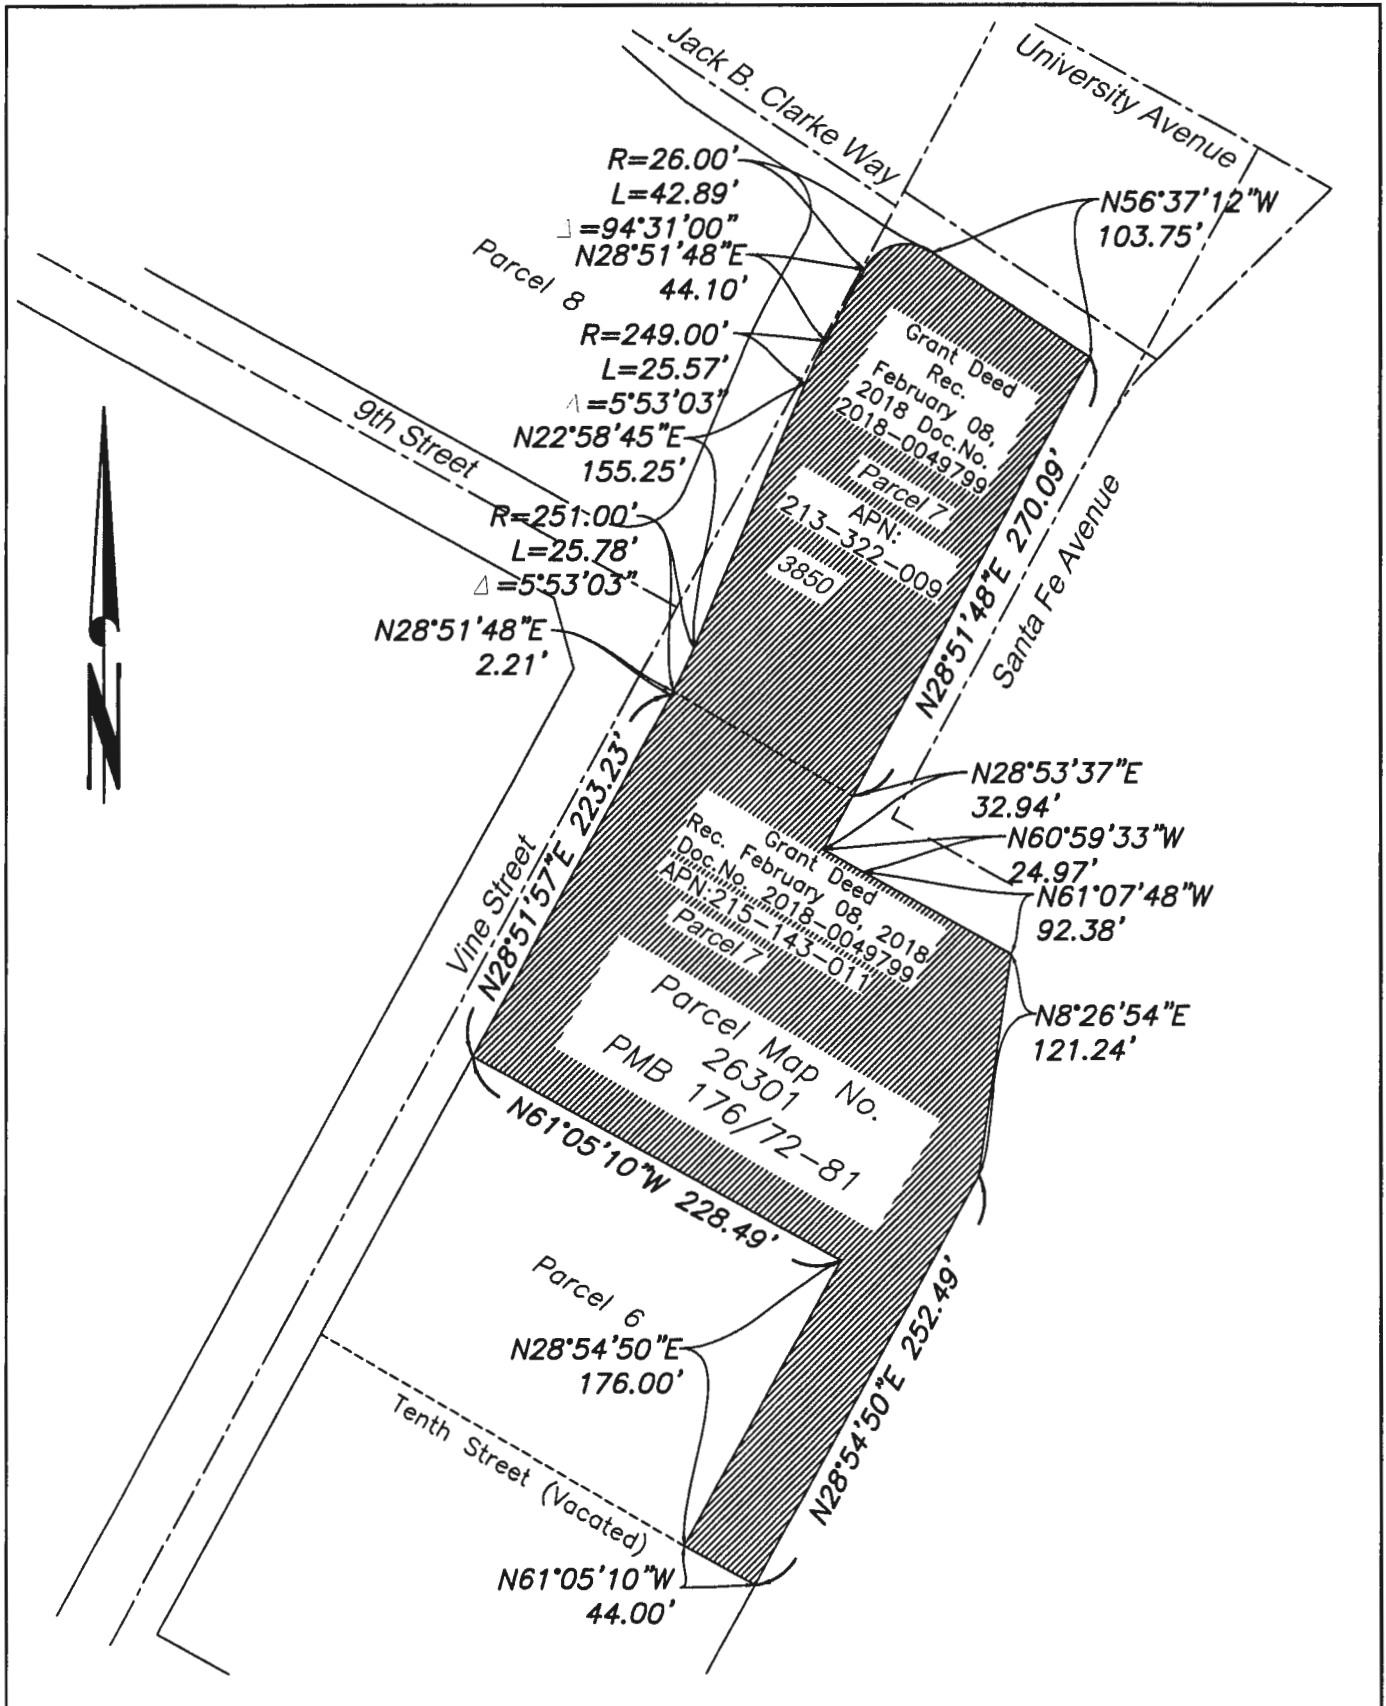 Jack B. Clarke Way
University Avenue
R=26.00'
L=42.89'
Δ=94°31'00"
N28°51'48"E
44.10'
N56°37'12"W
103.75'
Parcel 8
R=249.00'
L=25.57'
Δ=5°53'03"
N22°58'45"E
155.25'
9th Street
R=251.00'
L=25.78'
Δ=5°53'03"
N28°51'48"E
2.21'
Grant Deed
Rec.
February 08,
2018 Doc.No.
2018-0049799
Parcel 7
APN:
213-322-009
3850
N28°51'48"E 270.09'
Santa Fe Avenue
N
N28°53'37"E
32.94'
N60°59'33"W
24.97'
N61°07'48"W
92.38'
N8°26'54"E
121.24'
Vine Street
N28°51'57"E 223.23'
Grant Deed
Rec. February 08, 2018
Doc.No. 2018-0049799
APN:215-143-011
Parcel 7
Parcel Map No.
26301
PMB 176/72-81
N61°05'10"W 228.49'
Parcel 6
N28°54'50"E
176.00'
N28°54'50"E 252.49'
Tenth Street (Vacated)
N61°05'10"W
44.00'